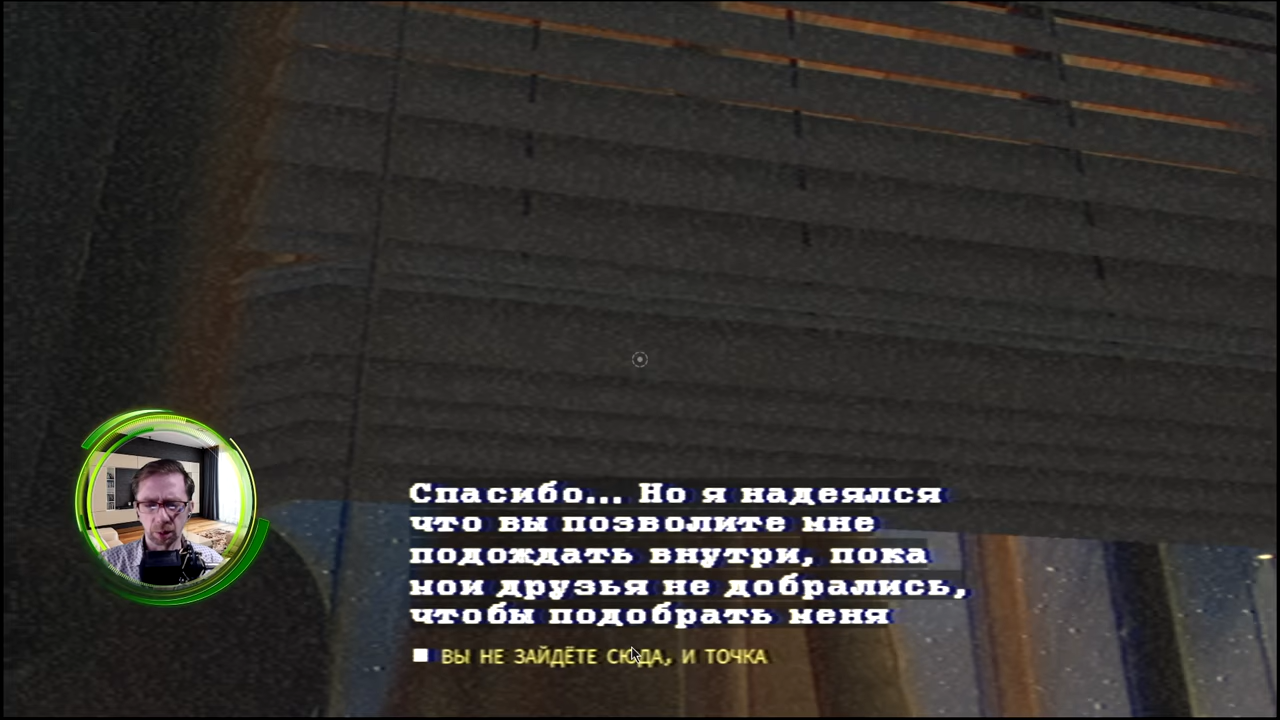 Спасибо... Но я надеялся
что вы позволите мне
подождать внутри, пока
мои друзья не добрались,
чтобы подобрать меня
ВЫ НЕ ЗАЙДЁТЕ СЮДА, И ТОЧКА